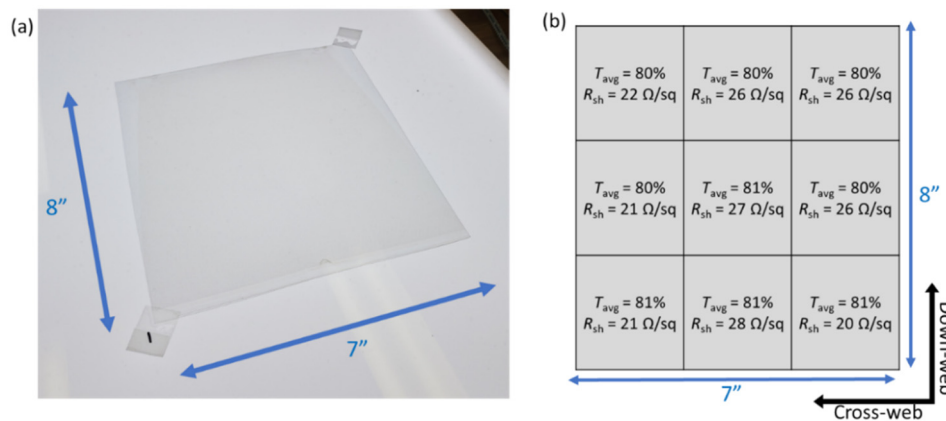 (a)
8”
7”
(b)
Tavg = 80%
Rsh = 22 Ω/sq
Tavg = 80%
Rsh = 26 Ω/sq
Tavg = 80%
Rsh = 26 Ω/sq
Tavg = 80%
Rsh = 21 Ω/sq
Tavg = 81%
Rsh = 27 Ω/sq
Tavg = 80%
Rsh = 26 Ω/sq
Tavg = 81%
Rsh = 21 Ω/sq
Tavg = 81%
Rsh = 28 Ω/sq
Tavg = 81%
Rsh = 20 Ω/sq
8”
7”
Down-web
Cross-web